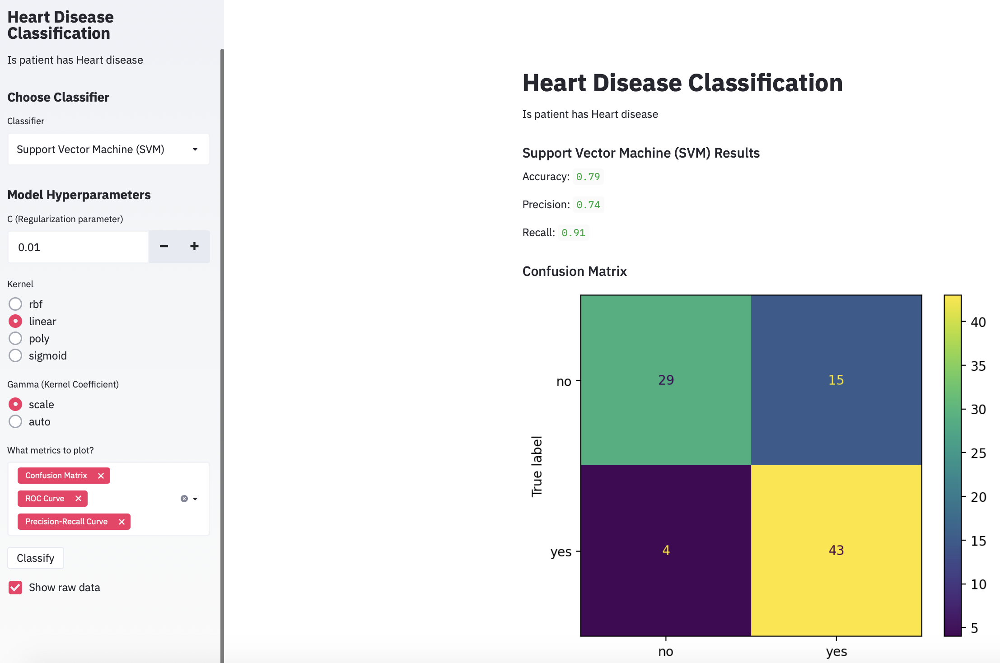 Heart Disease
Classification
Is patient has Heart disease
Choose Classifier
Classifier
Support Vector Machine (SVM)
Model Hyperparameters
C (Regularization parameter)
0.01
Kernel
rbf
linear
poly
sigmoid
Gamma (Kernel Coefficient)
scale
auto
What metrics to plot?
Confusion Matrix
ROC Curve
Precision-Recall Curve
Classify
Show raw data
Heart Disease Classification
Is patient has Heart disease
Support Vector Machine (SVM) Results
Accuracy: 0.79
Precision: 0.74
Recall: 0.91
Confusion Matrix
True label
no
29
15
yes
4
43
no
yes
40
35
30
25
20
15
10
5